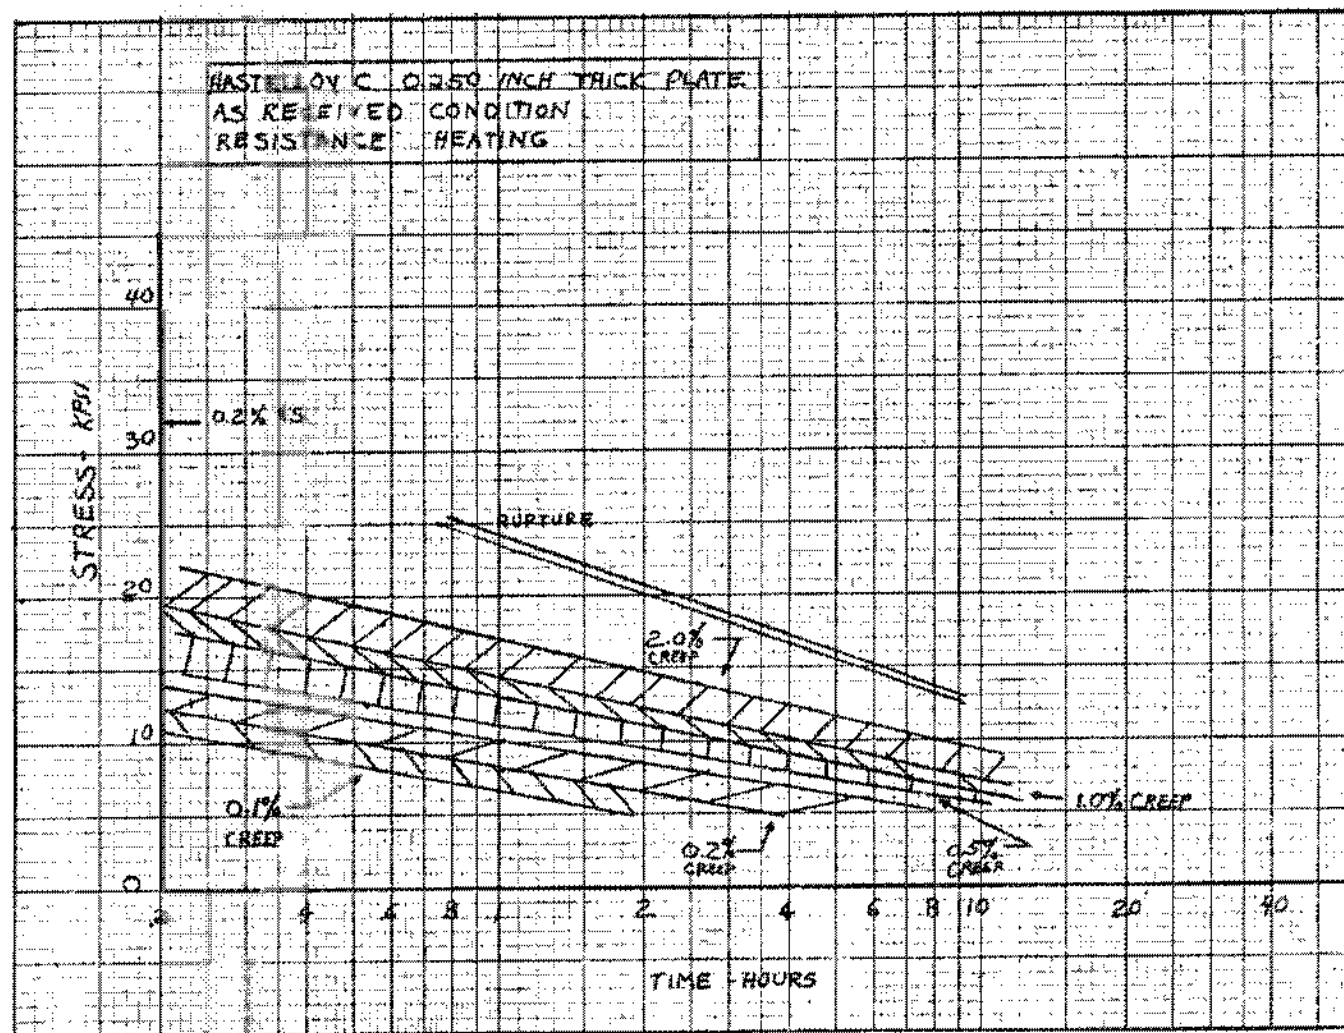 HASTELLOY C 0.250 INCH THICK PLATE
AS RECEIVED CONDITION
RESISTANCE HEATING
40
0.2%
30
STRESS - KPSI
RUPTURE
20
2.0%
CREEP
10
0.1%
CREEP
1.0% CREEP
0.2%
CREEP
0.5%
CREEP
0
.2 .4 .6 .8 1 2 4 6 8 10 20 40
TIME - HOURS